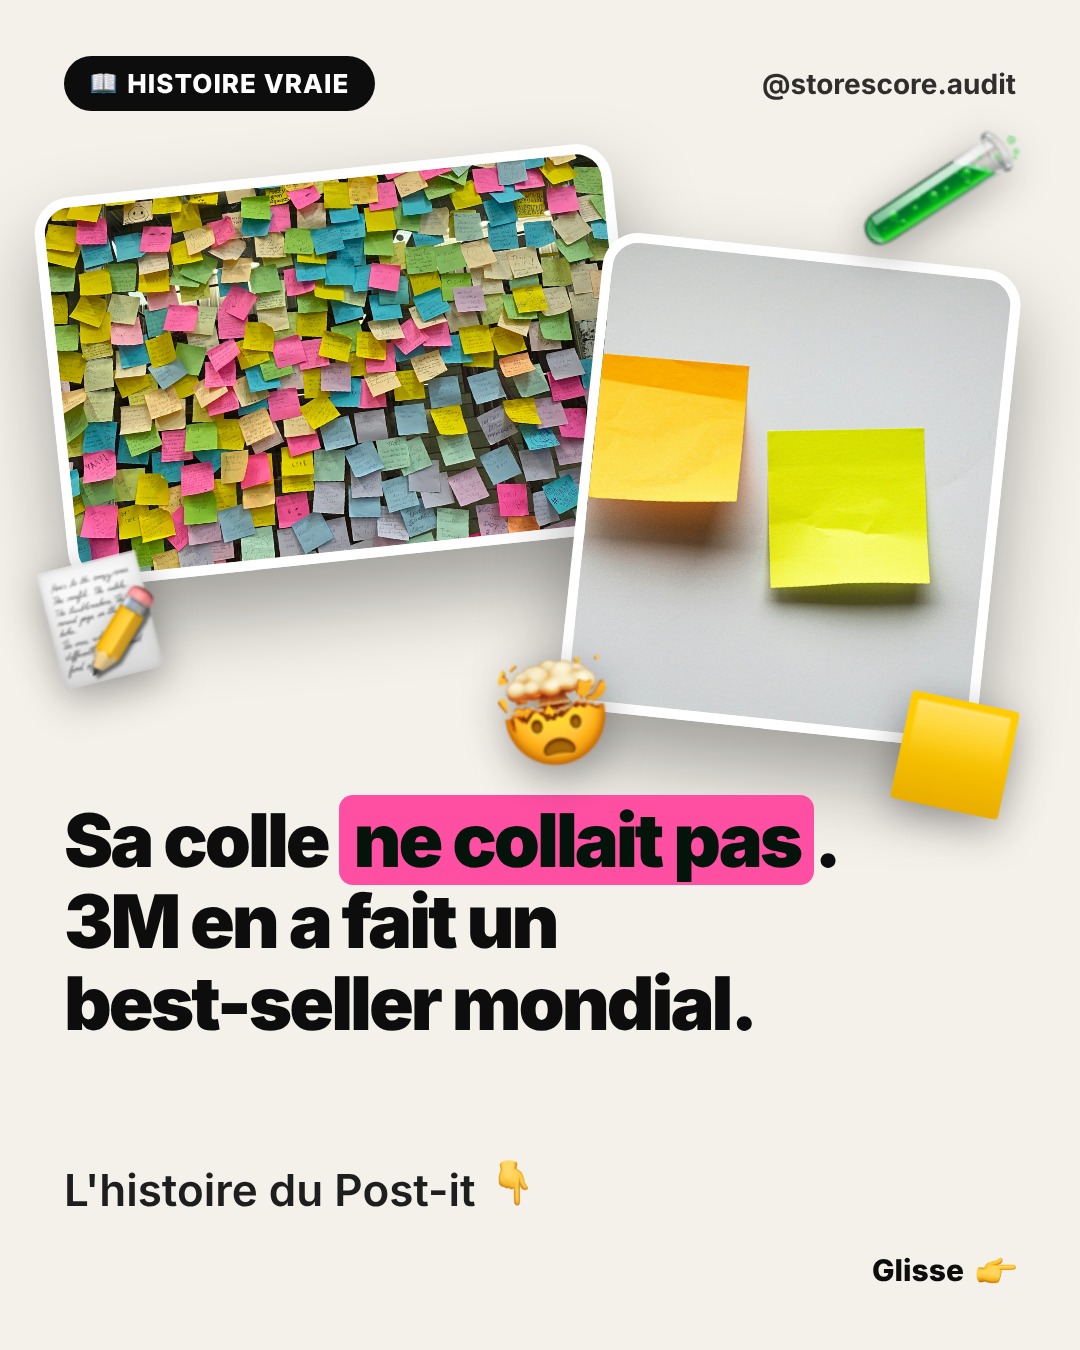 📖 HISTOIRE VRAIE
@storescore.audit
Sa colle ne collait pas.
3M en a fait un
best-seller mondial.
L'histoire du Post-it 👇
Glisse 👉